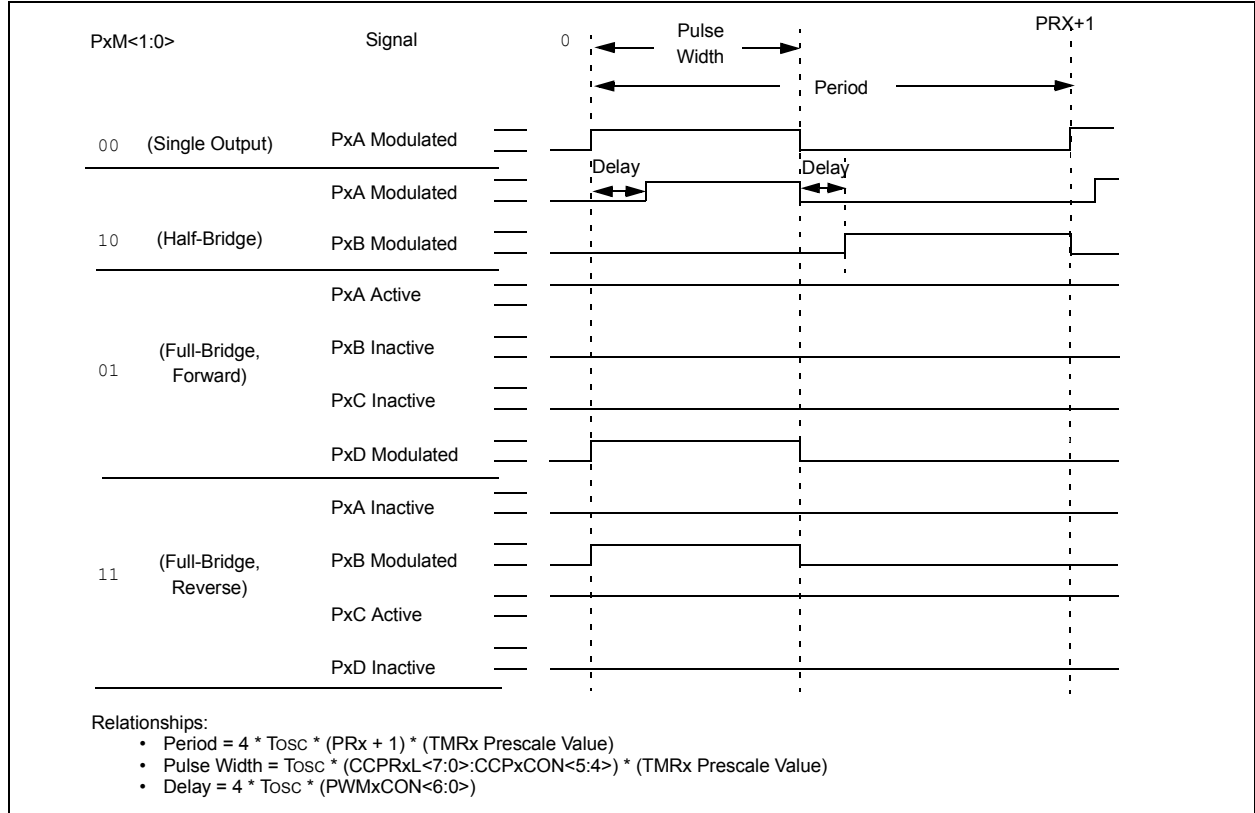 PxM<1:0> Signal 0 Pulse Width PRX+1
Period
00 (Single Output) PxA Modulated
Delay Delay
PxA Modulated
10 (Half-Bridge) PxB Modulated
PxA Active
01 (Full-Bridge, Forward) PxB Inactive
PxC Inactive
PxD Modulated
PxA Inactive
11 (Full-Bridge, Reverse) PxB Modulated
PxC Active
PxD Inactive
Relationships:
• Period = 4 * TOSC * (PRx + 1) * (TMRx Prescale Value)
• Pulse Width = TOSC * (CCPRxL<7:0>:CCPxCON<5:4>) * (TMRx Prescale Value)
• Delay = 4 * TOSC * (PWMxCON<6:0>)